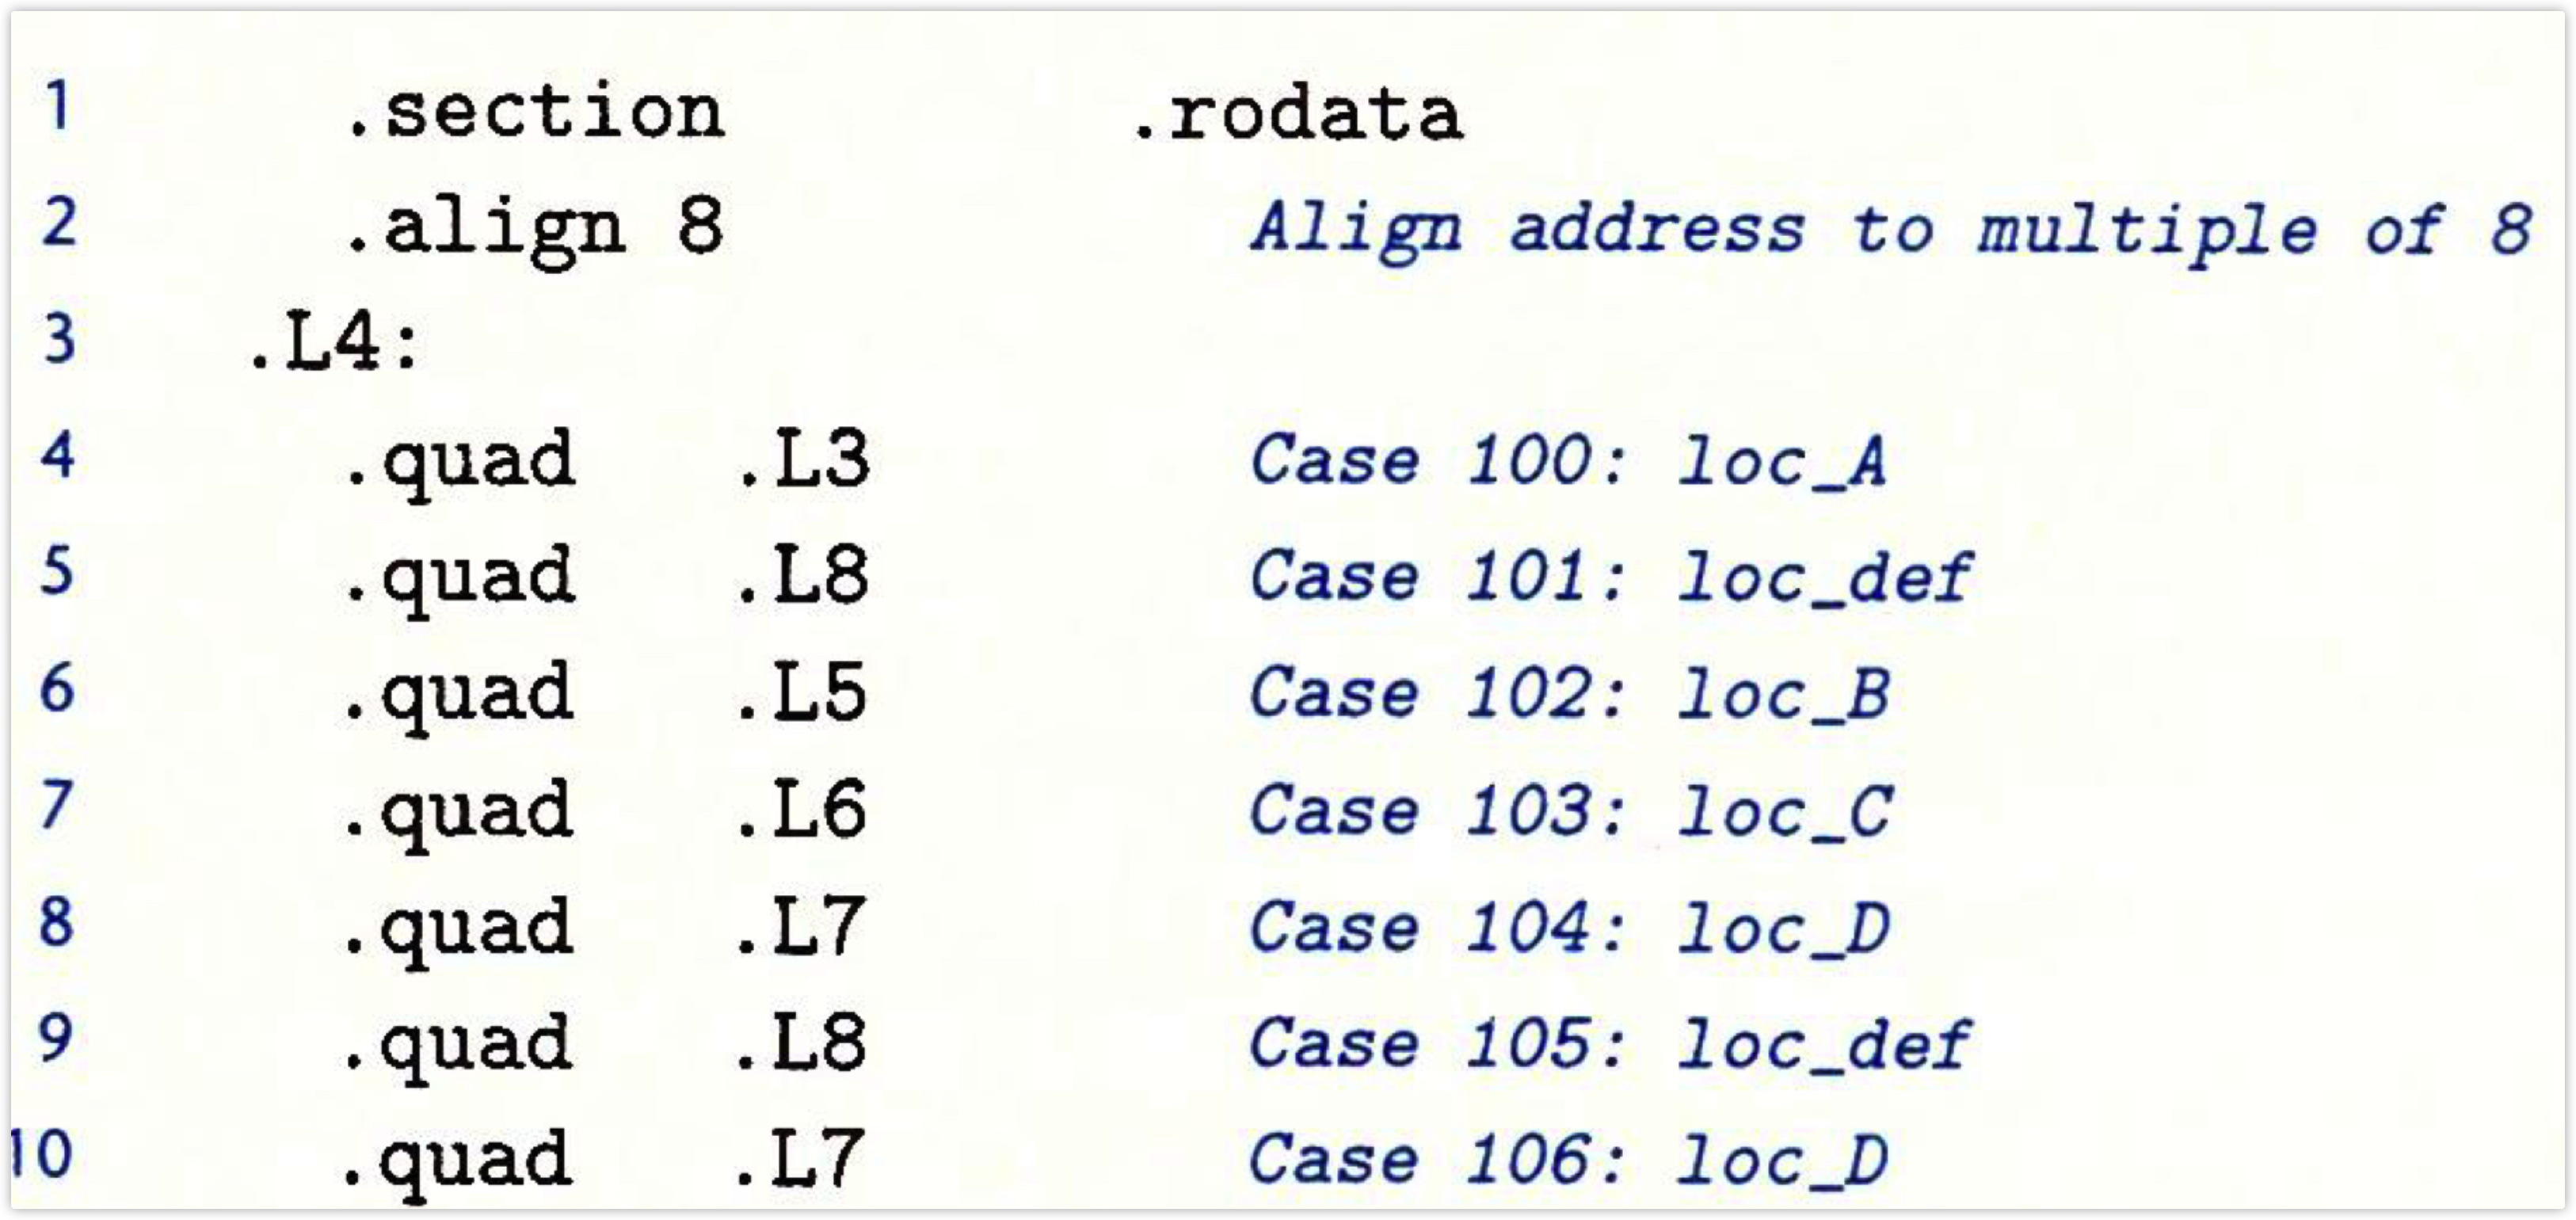 1 .section .rodata
2 .align 8 Align address to multiple of 8
3 .L4:
4 .quad .L3 Case 100: loc_A
5 .quad .L8 Case 101: loc_def
6 .quad .L5 Case 102: loc_B
7 .quad .L6 Case 103: loc_C
8 .quad .L7 Case 104: loc_D
9 .quad .L8 Case 105: loc_def
10 .quad .L7 Case 106: loc_D